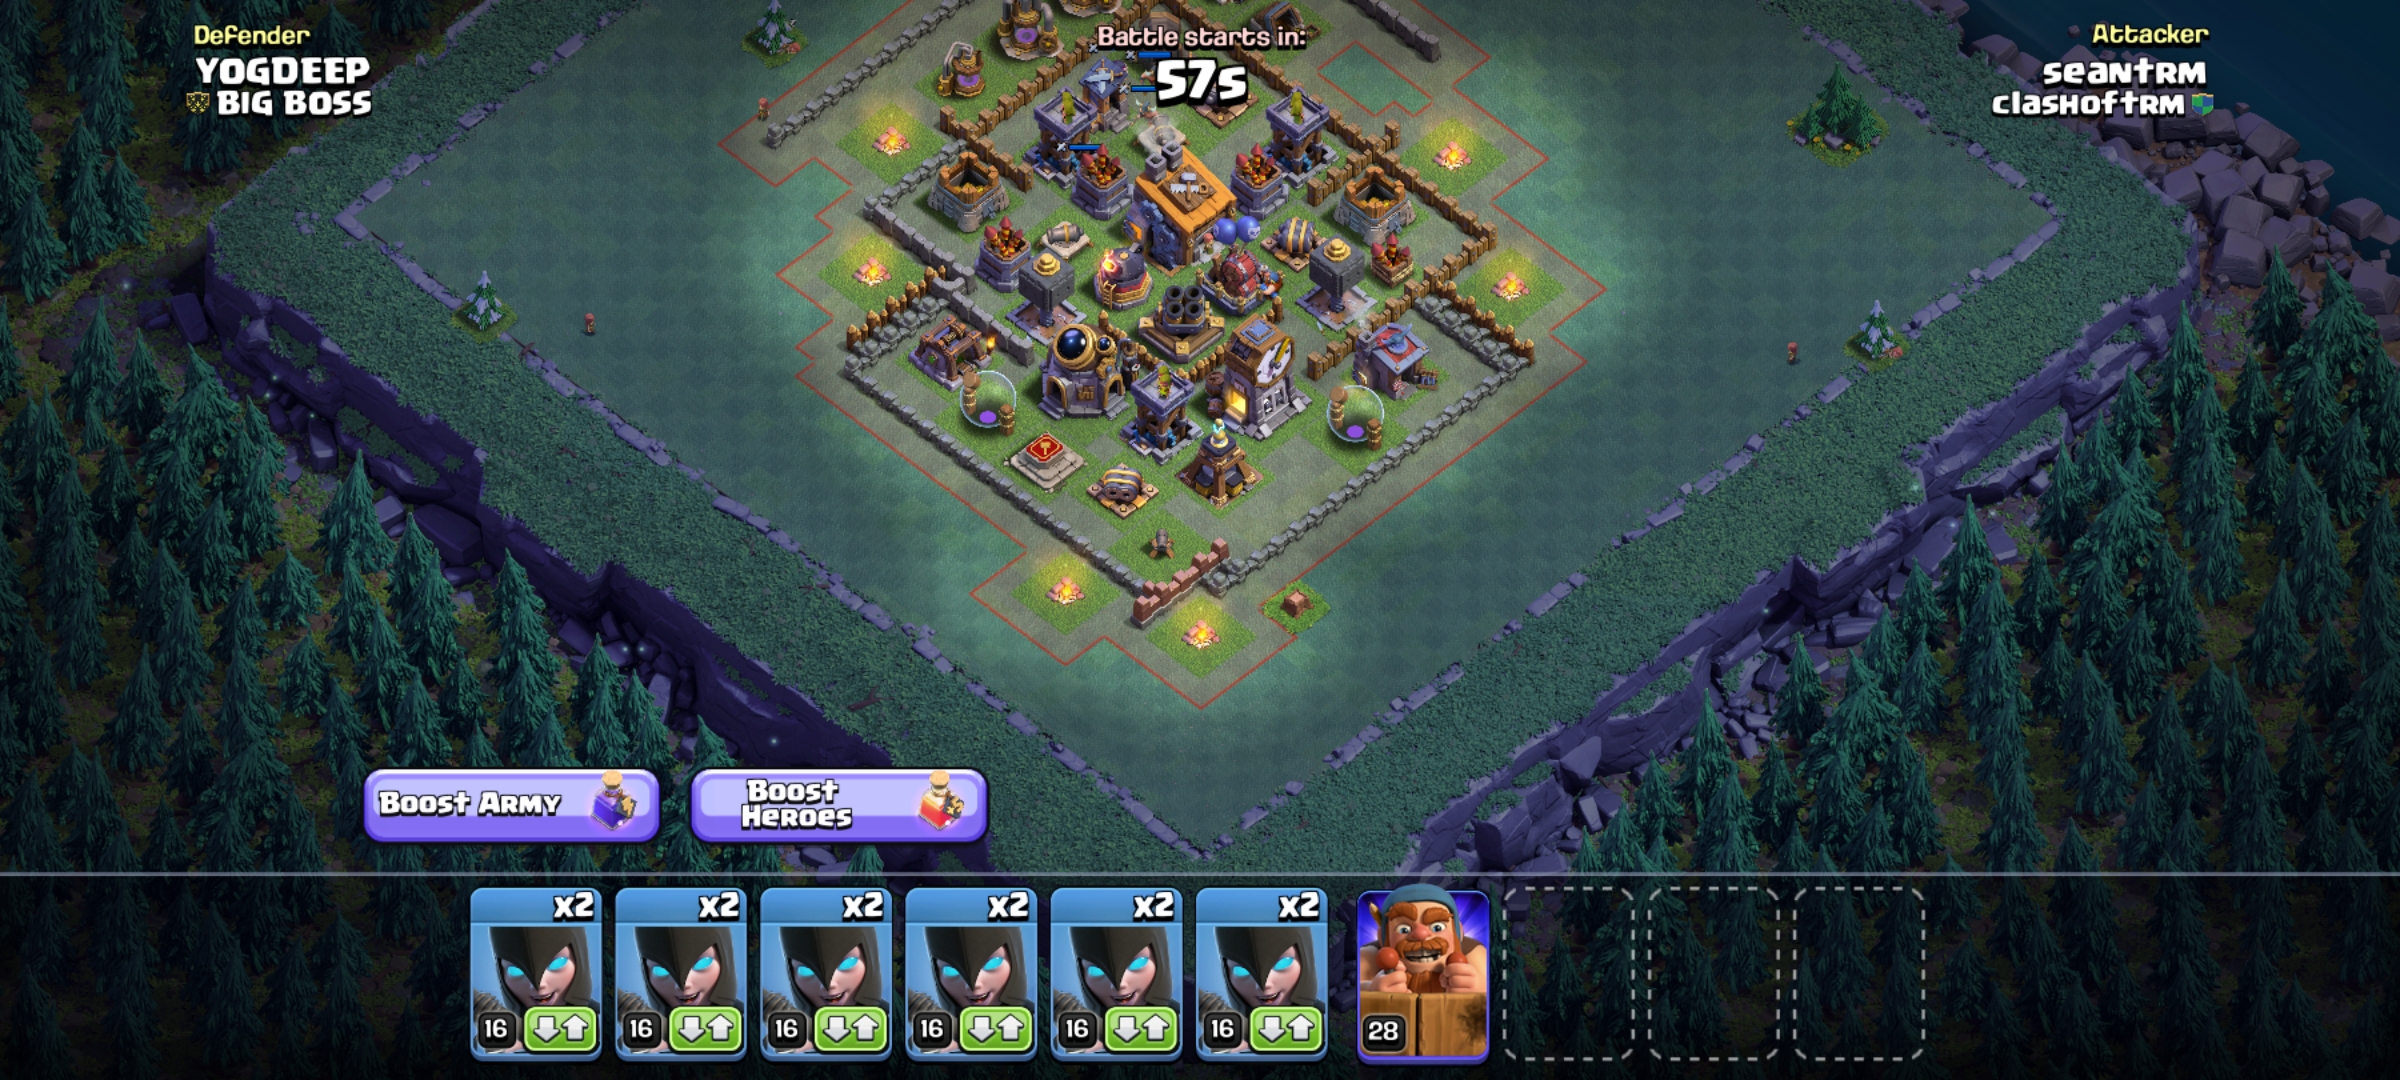 Defender
YOGDEEP
BIG BOSS
Battle starts in:
57s
Attacker
seantRM
clashoftRM
Boost Army
Boost
Heroes
x2
x2
x2
x2
x2
x2
16
16
16
16
16
16
28